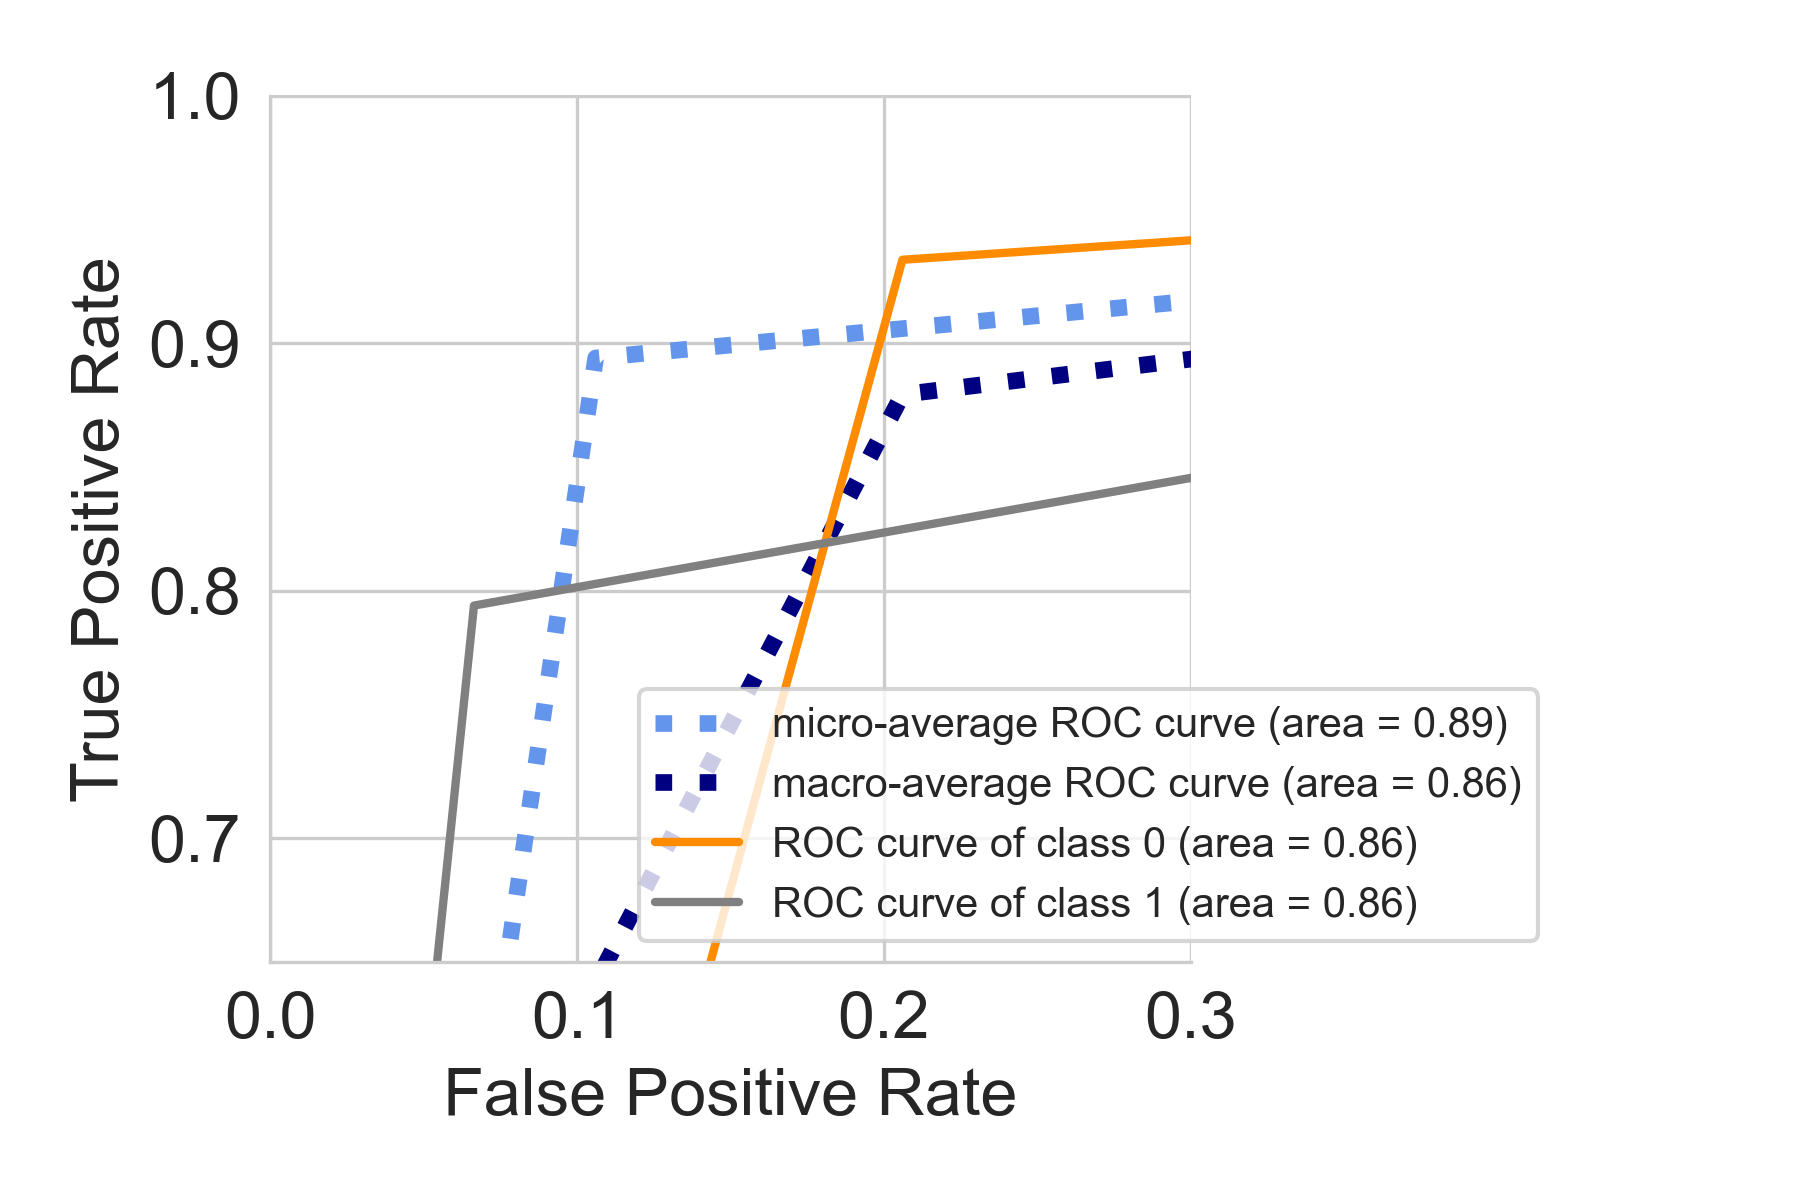 1.0
0.9
0.8
0.7
True Positive Rate
micro-average ROC curve (area = 0.89)
macro-average ROC curve (area = 0.86)
ROC curve of class 0 (area = 0.86)
ROC curve of class 1 (area = 0.86)
0.0 0.1 0.2 0.3
False Positive Rate